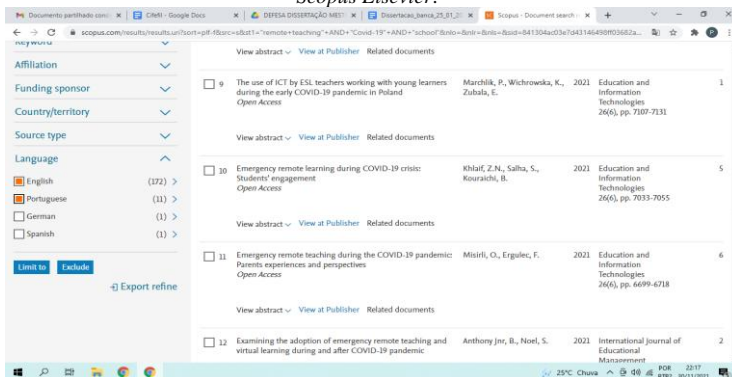 Scopus Elsevier.
Documento partilhado conc
Cifefil - Google Docs
DEFESA DISSERTAÇÃO MEST
Dissertacao_banca_25_01_2
Scopus - Document search r
scopus.com/results/results.uri?sort=plf-f&src=s&st1="remote+teaching"+AND+"Covid-19"+AND+"school"
Keyword
Affiliation
Funding sponsor
Country/territory
Source type
Language
English (172)
Portuguese (11)
German (1)
Spanish (1)
Limit to Exclude
Export refine
View abstract View at Publisher Related documents
9 The use of ICT by ESL teachers working with young learners Marchlik, P., Wichrowska, K., 2021 Education and 1
during the early COVID-19 pandemic in Poland Zubala, E. Information
Open Access Technologies
26(6), pp. 7107-7131
View abstract View at Publisher Related documents
10 Emergency remote learning during COVID-19 crisis: Khlaif, Z.N., Salha, S., 2021 Education and 5
Students' engagement Kouraichi, B. Information
Open Access Technologies
26(6), pp. 7033-7055
View abstract View at Publisher Related documents
11 Emergency remote teaching during the COVID-19 pandemic: Misirli, O., Ergulec, F. 2021 Education and 6
Parents experiences and perspectives Information
Open Access Technologies
26(6), pp. 6699-6718
View abstract View at Publisher Related documents
12 Examining the adoption of emergency remote teaching and Anthony Jnr, B., Noel, S. 2021 International Journal of 2
virtual learning during and after COVID-19 pandemic Educational
Management
25°C Chuva POR 22:17